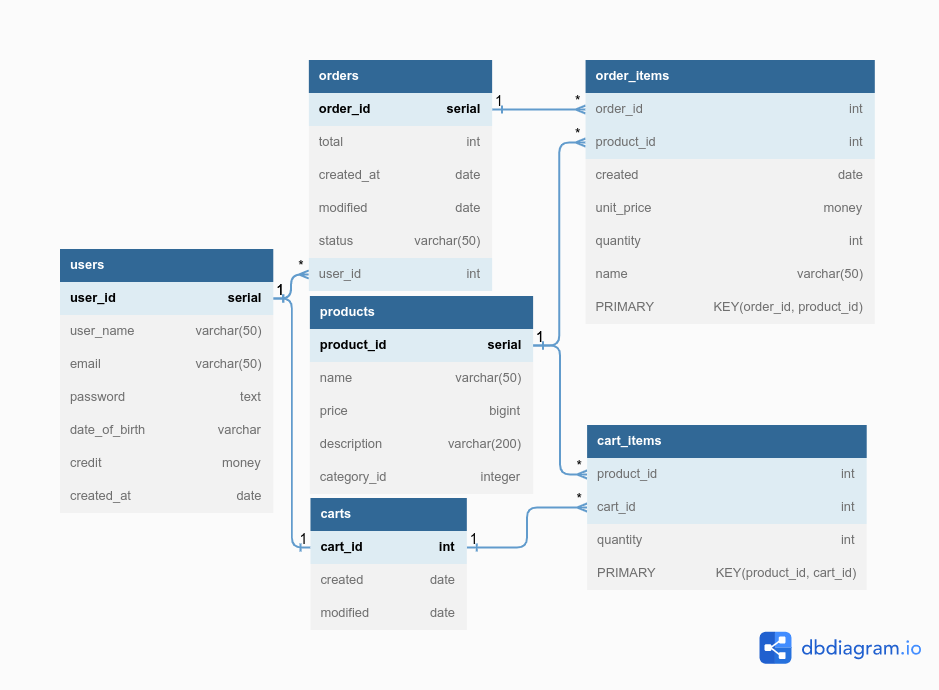 orders
order_id serial
total int
created_at date
modified date
status varchar(50)
user_id int
order_items
order_id int
product_id int
created date
unit_price money
quantity int
name varchar(50)
PRIMARY KEY(order_id, product_id)
users
user_id serial
user_name varchar(50)
email varchar(50)
password text
date_of_birth varchar
credit money
created_at date
products
product_id serial
name varchar(50)
price bigint
description varchar(200)
category_id integer
carts
cart_id int
created date
modified date
cart_items
product_id int
cart_id int
quantity int
PRIMARY KEY(product_id, cart_id)
1
*
*
1
*
1
*
*
1
1
dbdiagram.io